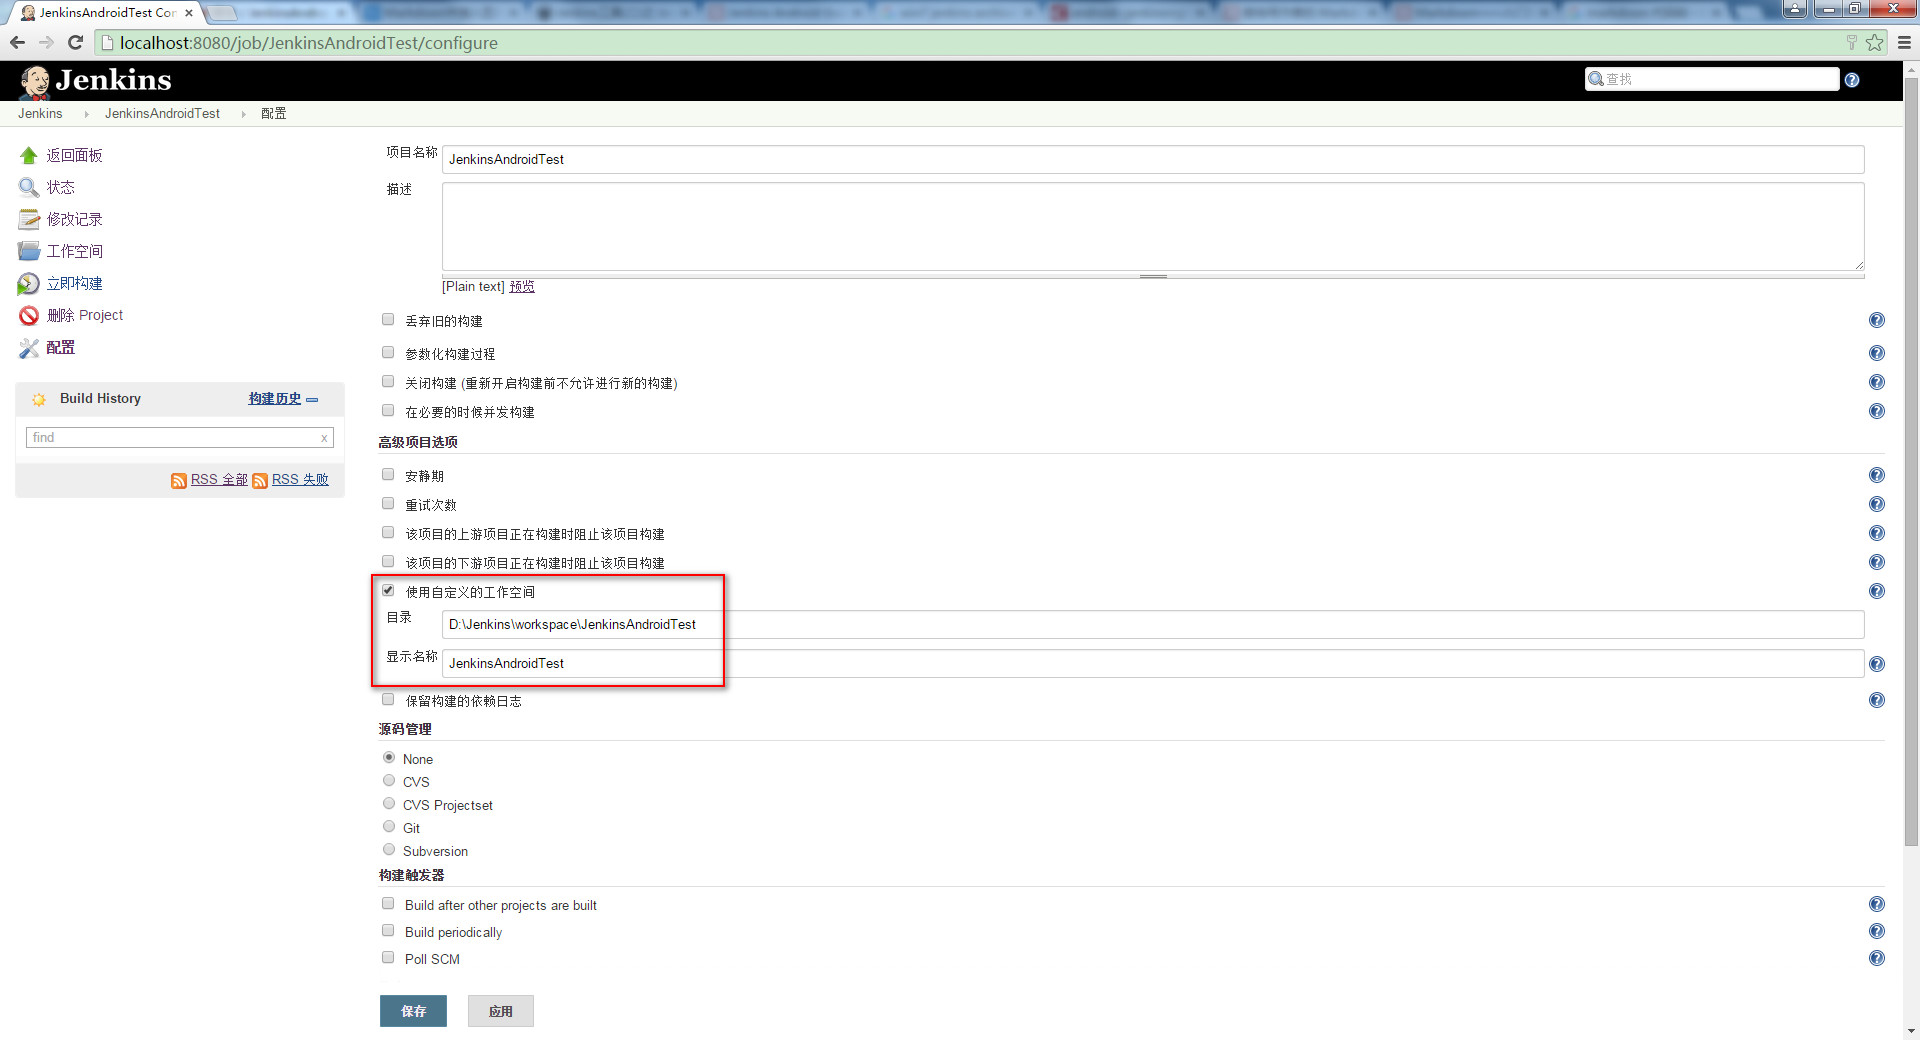 JenkinsAndroidTest Con
localhost:8080/job/JenkinsAndroidTest/configure
Jenkins
查找
Jenkins
JenkinsAndroidTest
配置
返回面板
状态
修改记录
工作空间
立即构建
删除 Project
配置
Build History
构建历史
find
x
RSS 全部
RSS 失败
项目名称
JenkinsAndroidTest
描述
[Plain text] 预览
丢弃旧的构建
参数化构建过程
关闭构建 (重新开启构建前不允许进行新的构建)
在必要的时候并发构建
高级项目选项
安静期
重试次数
该项目的上游项目正在构建时阻止该项目构建
该项目的下游项目正在构建时阻止该项目构建
使用自定义的工作空间
目录
D:\Jenkins\workspace\JenkinsAndroidTest
显示名称
JenkinsAndroidTest
保留构建的依赖日志
源码管理
None
CVS
CVS Projectset
Git
Subversion
构建触发器
Build after other projects are built
Build periodically
Poll SCM
保存
应用